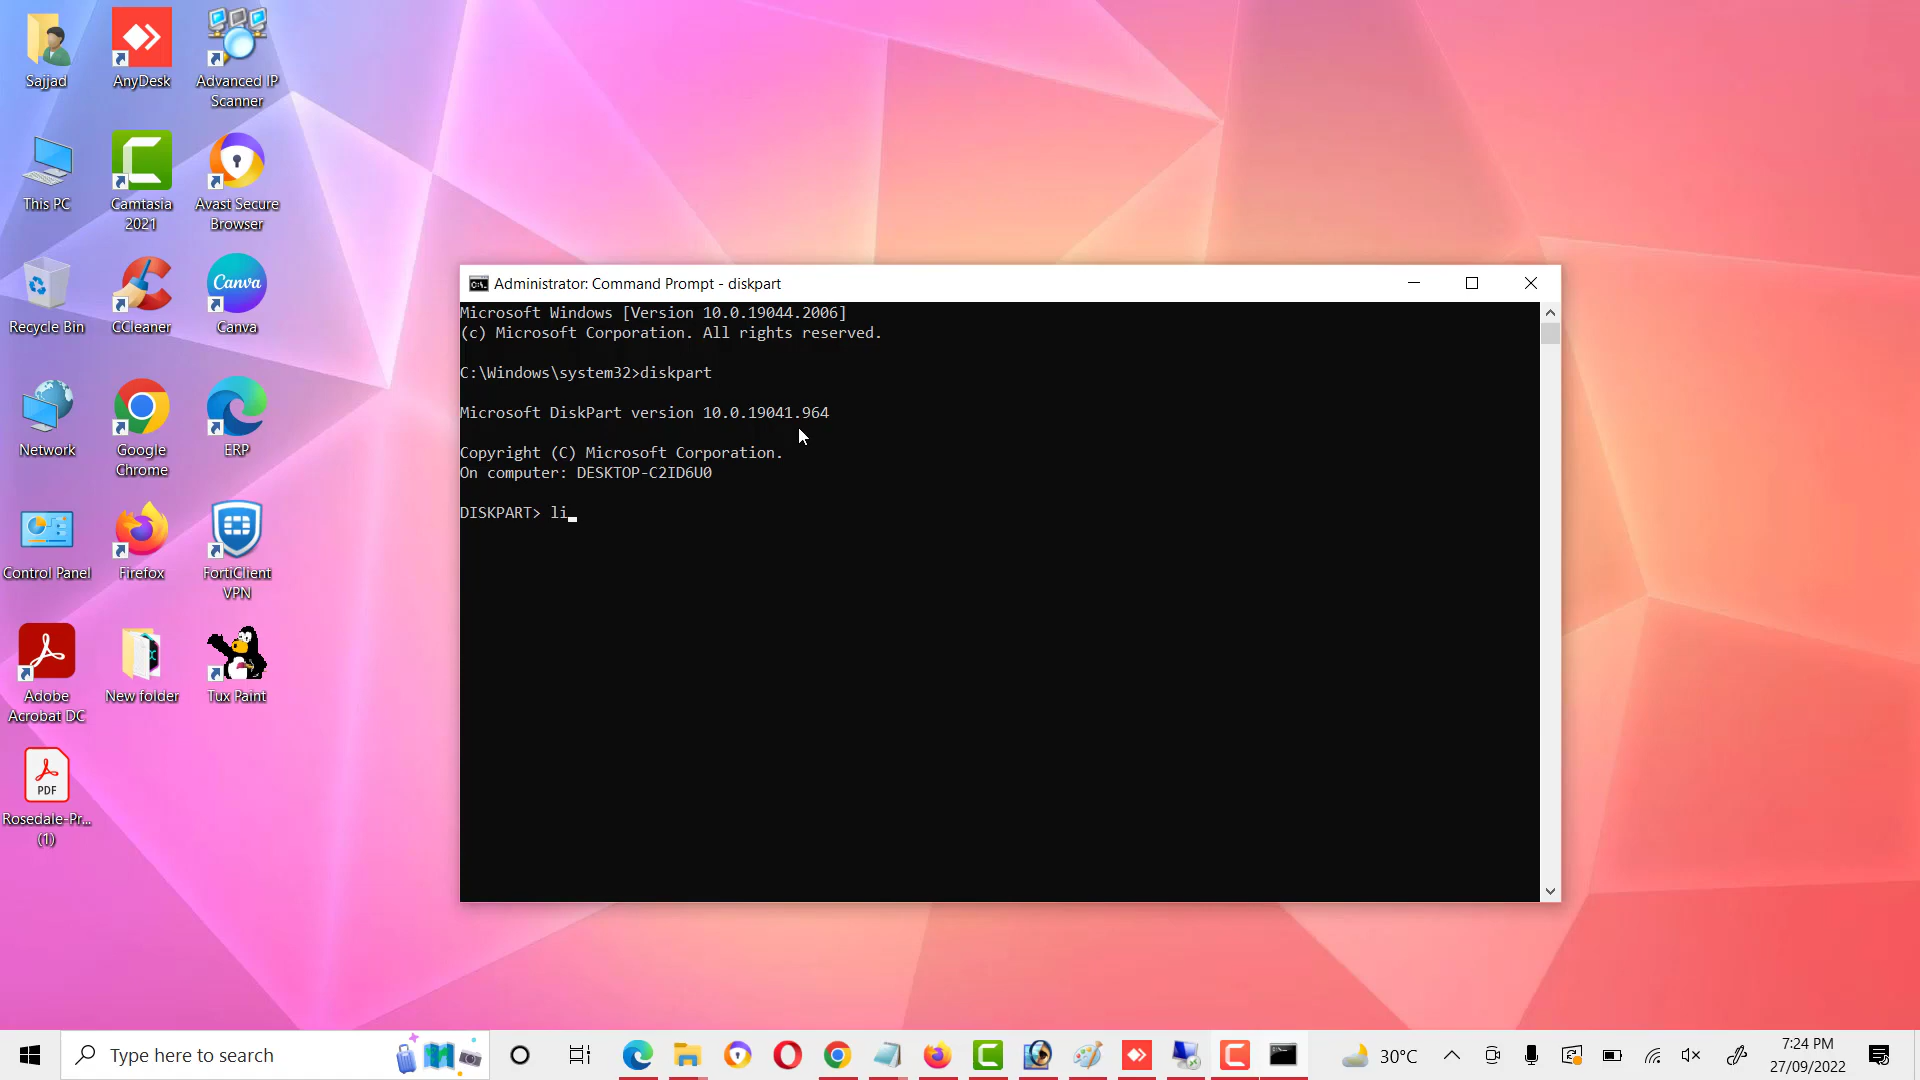 Sajjad
AnyDesk
Advanced IP
Scanner
This PC
Camtasia
2021
Avast Secure
Browser
Recycle Bin
CCleaner
Canva
Canva
Network
Google
Chrome
ERP
Control Panel
Firefox
FortiClient
VPN
Adobe
Acrobat DC
New folder
Tux Paint
PDF
Rosedale-Pr...
(1)
Administrator: Command Prompt - diskpart
Microsoft Windows [Version 10.0.19044.2006]
(c) Microsoft Corporation. All rights reserved.
C:\Windows\system32>diskpart
Microsoft DiskPart version 10.0.19041.964
Copyright (C) Microsoft Corporation.
On computer: DESKTOP-C2ID6U0
DISKPART> li
Type here to search
30°C
7:24 PM
27/09/2022